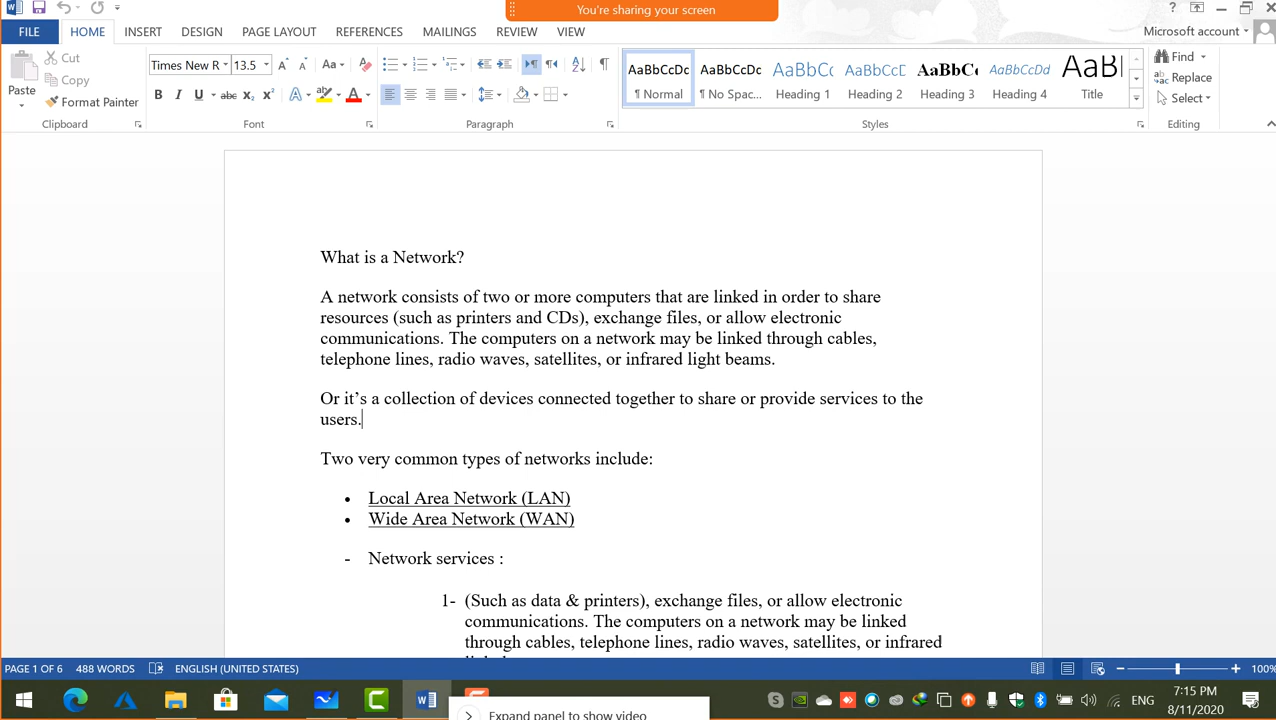 You're sharing your screen
?
FILE HOME INSERT DESIGN PAGE LAYOUT REFERENCES MAILINGS REVIEW VIEW Microsoft account
Paste
Cut
Copy
Format Painter
Clipboard
Times New R 13.5
Font
Paragraph
AaBbCcDc AaBbCcDc AaBbCc AaBbCcDc AaBbCc AaBbCcDc AaB
¶ Normal ¶ No Spac... Heading 1 Heading 2 Heading 3 Heading 4 Title
Styles
Find
Replace
Select
Editing
What is a Network?
A network consists of two or more computers that are linked in order to share
resources (such as printers and CDs), exchange files, or allow electronic
communications. The computers on a network may be linked through cables,
telephone lines, radio waves, satellites, or infrared light beams.
Or it’s a collection of devices connected together to share or provide services to the
users.
Two very common types of networks include:
• Local Area Network (LAN)
• Wide Area Network (WAN)
- Network services :
1- (Such as data & printers), exchange files, or allow electronic
communications. The computers on a network may be linked
through cables, telephone lines, radio waves, satellites, or infrared
PAGE 1 OF 6 488 WORDS ENGLISH (UNITED STATES) 100%
ENG
7:15 PM
8/11/2020
Expand panel to show video